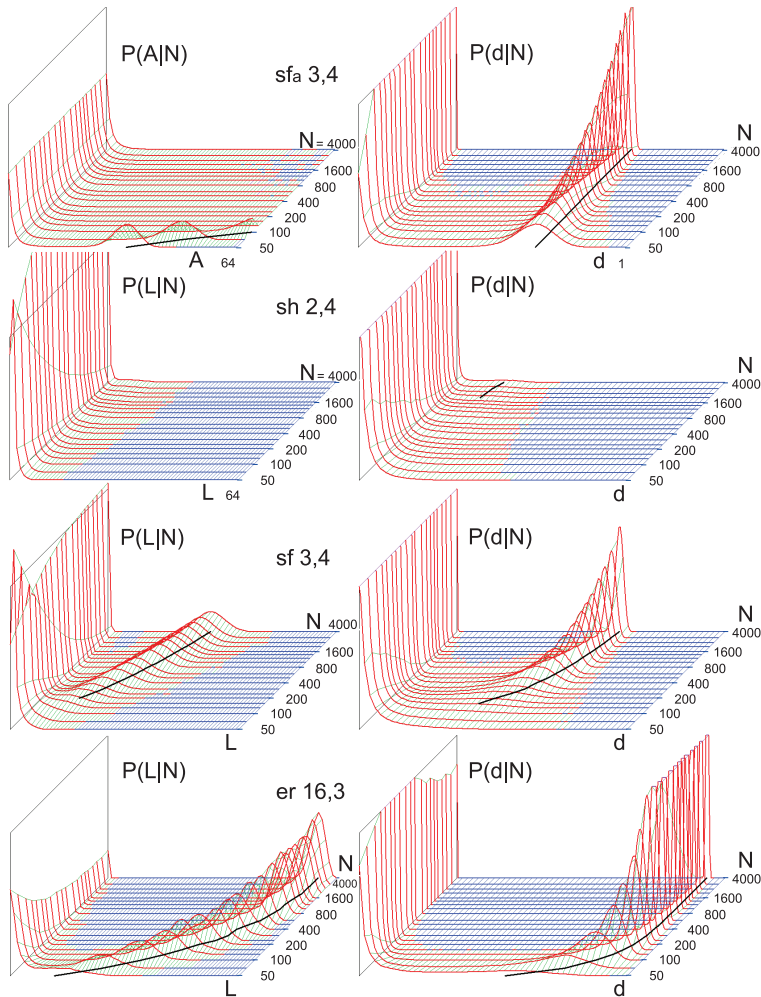 P(A|N)
sfa 3,4
N = 4000
1600
800
400
200
100
50
A 64
P(d|N)
N
4000
1600
800
400
200
100
50
d 1
P(L|N)
sh 2,4
N = 4000
1600
800
400
200
100
50
L 64
P(d|N)
N
4000
1600
800
400
200
100
50
d
P(L|N)
sf 3,4
N
4000
1600
800
400
200
100
50
L
P(d|N)
N
4000
1600
800
400
200
100
50
d
P(L|N)
er 16,3
N
4000
1600
800
400
200
100
50
L
P(d|N)
N
4000
1600
800
400
200
100
50
d